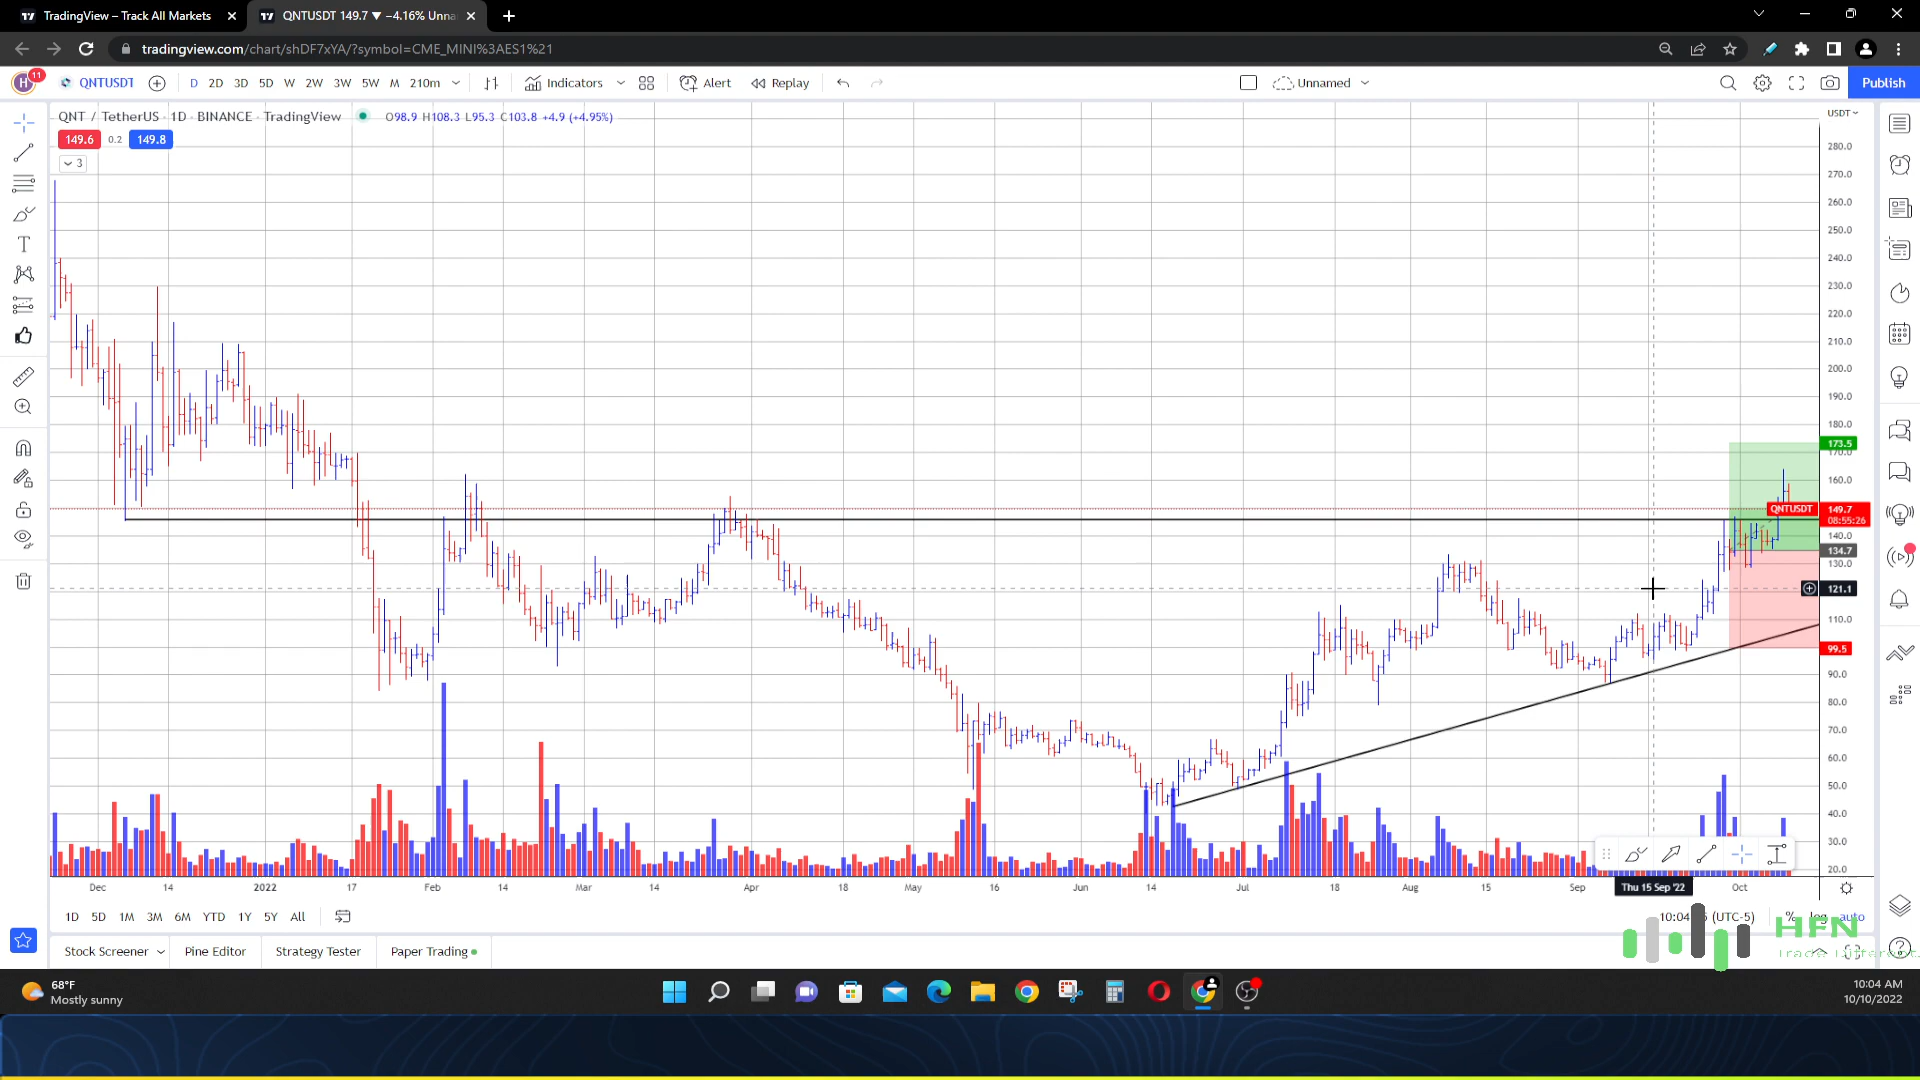 TradingView – Track All Markets
QNTUSDT 149.7 ▼ −4.16% Unna
tradingview.com/chart/shDF7xYA/?symbol=CME_MINI%3AES1%21
H 11 QNTUSDT D 2D 3D 5D W 2W 3W 5W M 210m Indicators Alert Replay Unnamed Publish
QNT / TetherUS · 1D · BINANCE · TradingView O98.9 H108.3 L95.3 C103.8 +4.9 (+4.95%)
149.6 0.2 149.8
3
USDT
280.0
270.0
260.0
250.0
240.0
230.0
220.0
210.0
200.0
190.0
180.0
173.5
170.0
160.0
QNTUSDT 149.7
08:55:26
140.0
134.7
130.0
121.1
110.0
99.5
90.0
80.0
70.0
60.0
50.0
40.0
30.0
20.0
Dec 14 2022 17 Feb 14 Mar 14 Apr 18 May 16 Jun 14 Jul 18 Aug 15 Sep Thu 15 Sep '22 Oct
1D 5D 1M 3M 6M YTD 1Y 5Y All (UTC-5) % log auto
Stock Screener Pine Editor Strategy Tester Paper Trading
HFN
68°F
Mostly sunny
10:04 AM
10/10/2022